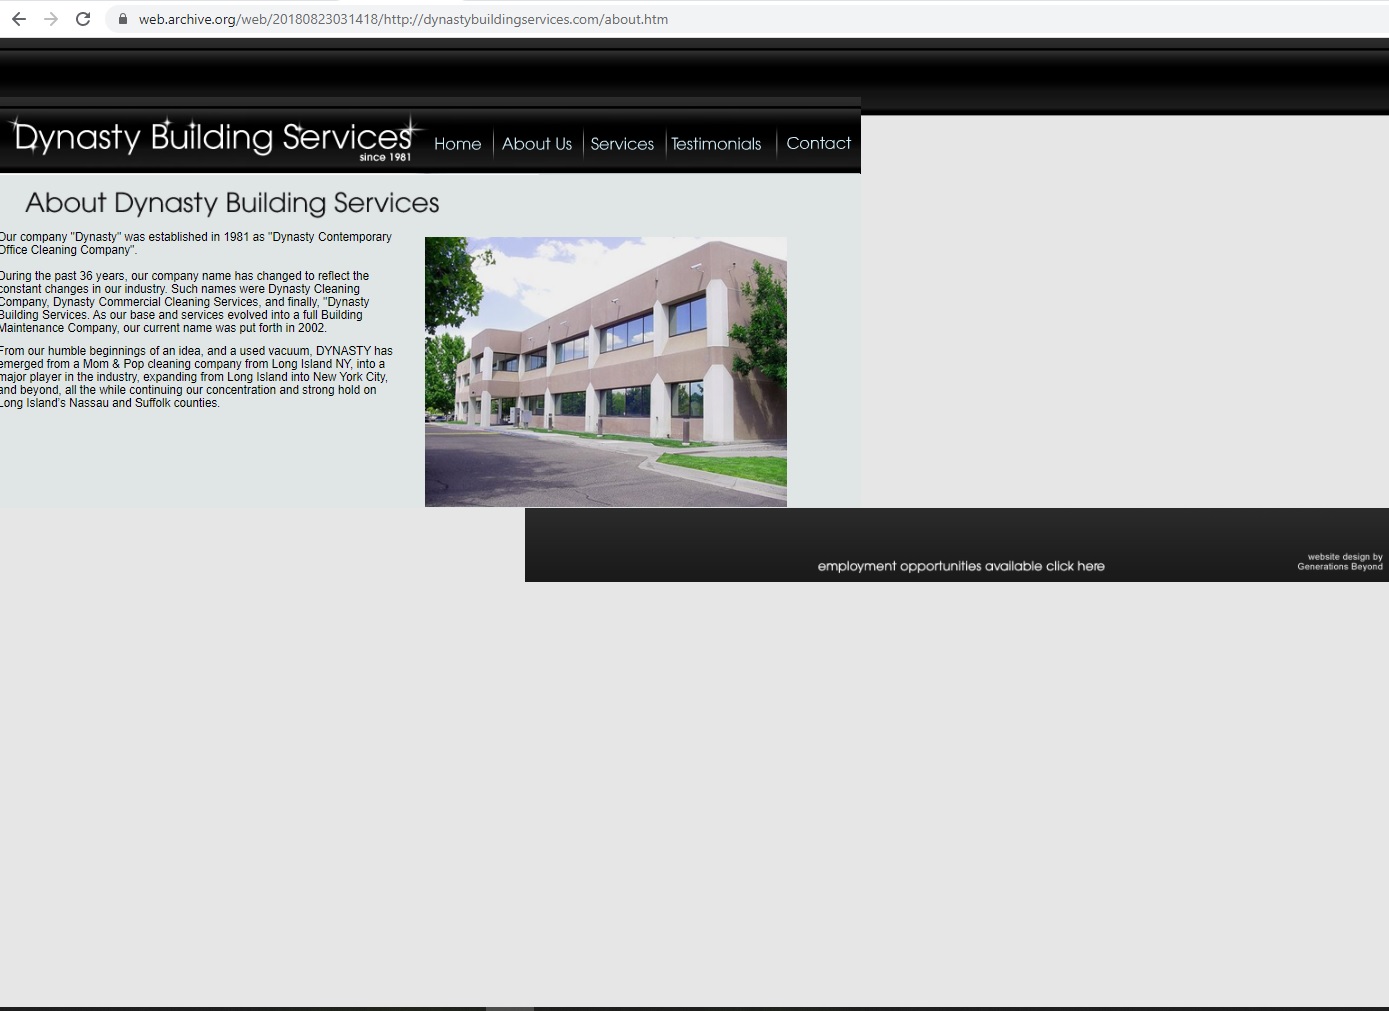 web.archive.org/web/20180823031418/http://dynastybuildingservices.com/about.htm
Dynasty Building Services
since 1981
Home
About Us
Services
Testimonials
Contact
About Dynasty Building Services
Our company "Dynasty" was established in 1981 as "Dynasty Contemporary
Office Cleaning Company".
During the past 36 years, our company name has changed to reflect the
constant changes in our industry. Such names were Dynasty Cleaning
Company, Dynasty Commercial Cleaning Services, and finally, "Dynasty
Building Services. As our base and services evolved into a full Building
Maintenance Company, our current name was put forth in 2002.
From our humble beginnings of an idea, and a used vacuum, DYNASTY has
emerged from a Mom & Pop cleaning company from Long Island NY, into a
major player in the industry, expanding from Long Island into New York City,
and beyond, all the while continuing our concentration and strong hold on
Long Island's Nassau and Suffolk counties.
employment opportunities available click here
website design by
Generations Beyond